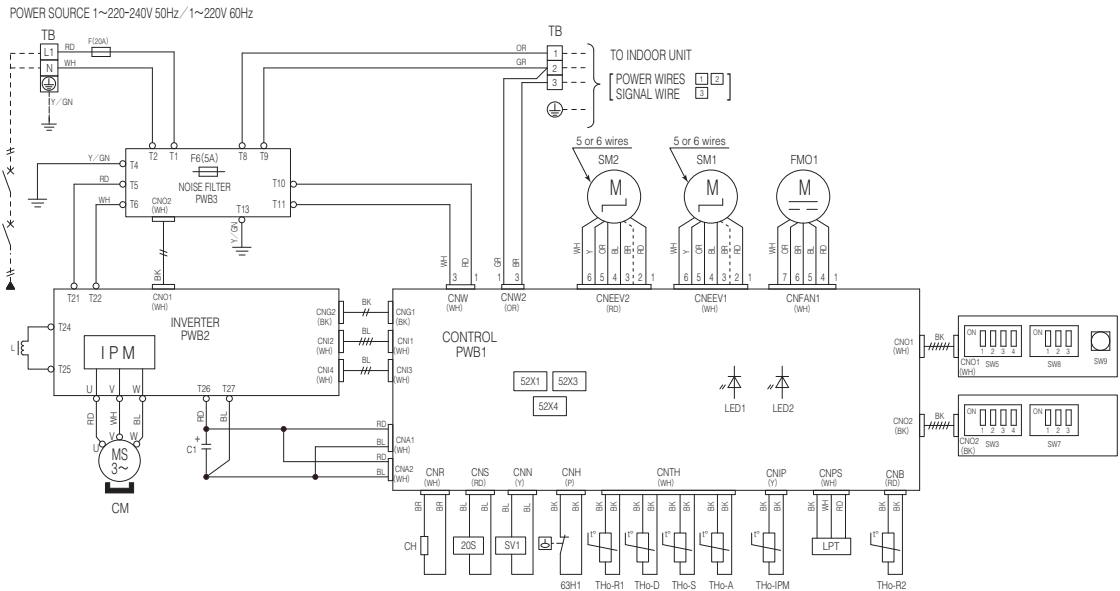 POWER SOURCE 1~220-240V 50Hz/1~220V 60Hz
TB
L1
RD
F(20A)
N
WH
Y/GN
OR
GR
TB
1
2
3
TO INDOOR UNIT
POWER WIRES 1 2
SIGNAL WIRE 3
T2 T1 T8 T9
Y/GN
T4
F6(5A)
RD
T5
NOISE FILTER
PWB3
T10
WH
T6
CNO2
(WH)
T13
T11
Y/GN
BK
5 or 6 wires
SM2
M
5 or 6 wires
SM1
M
FMO1
M
WH RD
GR BR
WH Y OR BL BR RD
WH Y OR BL BR RD
WH OR BL RD
3 1
1 3
6 5 4 3 2 1
6 5 4 3 2 1
7 6 5 4 1
CNW
(WH)
CNW2
(OR)
CNEEV2
(RD)
CNEEV1
(WH)
CNFAN1
(WH)
T21 T22
CNO1
(WH)
INVERTER
PWB2
CNG2
(BK)
BK
CNG1
(BK)
CNI2
(WH)
BL
CNI1
(WH)
CNI4
(WH)
BL
CNI3
(WH)
L
T24
T25
IPM
U V W
T26 T27
RD WH BL
RD BL
U V W
MS
3~
CM
+
C1
RD
BL
CNA1
(WH)
RD
BL
CNA2
(WH)
CONTROL
PWB1
52X1
52X3
52X4
LED1
LED2
CNO1
(WH)
BK
CNO1
(WH)
ON
1 2 3 4
SW5
ON
1 2 3 4
SW8
SW9
CNO2
(BK)
BK
CNO2
(BK)
ON
1 2 3 4
SW3
ON
1 2 3 4
SW7
CNR
(WH)
CNS
(RD)
CNN
(Y)
CNH
(P)
CNTH
(WH)
CNIP
(Y)
CNPS
(WH)
CNB
(RD)
BR BR
BL BL
BL BL
BK BK
BK BK BK BK BK BK BK BK
BK BK
BK WH RD
BK BK
CH
20S
SV1
63H1
t°
THo-R1
t°
THo-D
t°
THo-S
t°
THo-A
t°
THo-IPM
LPT
t°
THo-R2